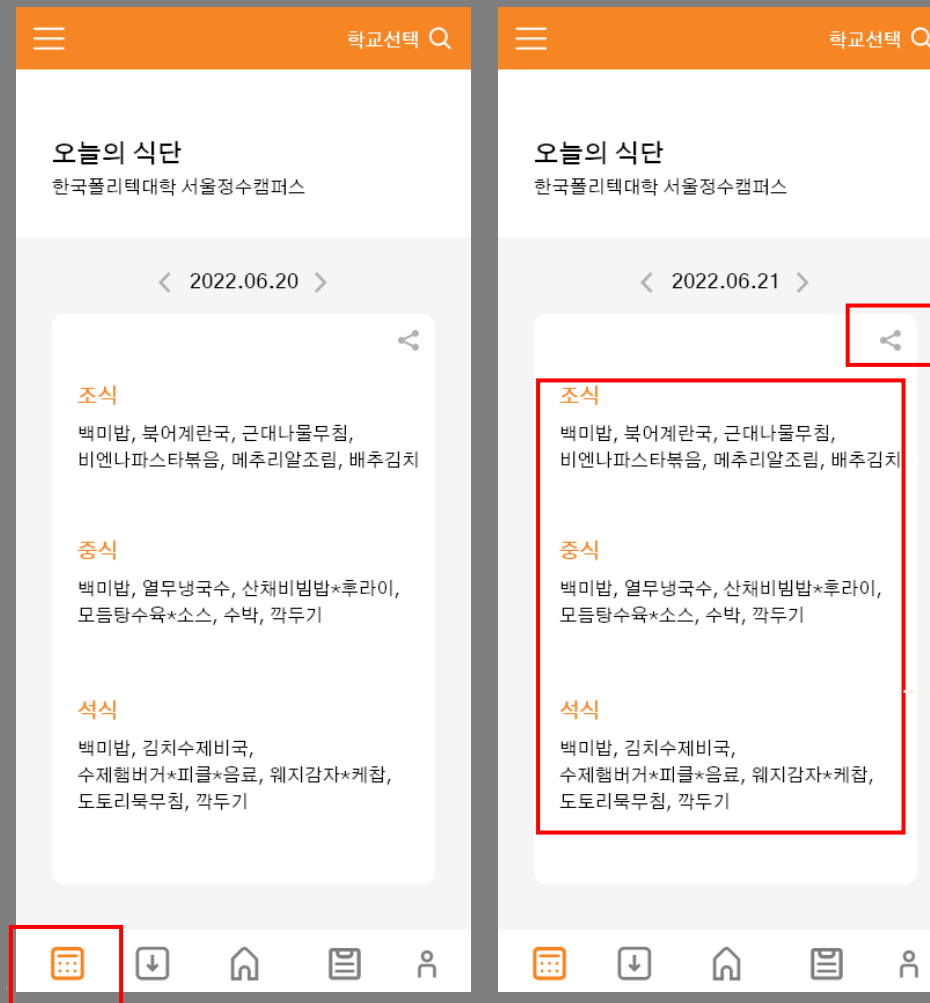 학교선택
오늘의 식단
한국폴리텍대학 서울정수캠퍼스
2022.06.20
조식
백미밥, 북어계란국, 근대나물무침,
비엔나파스타볶음, 메추리알조림, 배추김치
중식
백미밥, 열무냉국수, 산채비빔밥*후라이,
모듬탕수육*소스, 수박, 깍두기
석식
백미밥, 김치수제비국,
수제햄버거*피클*음료, 웨지감자*케찹,
도토리묵무침, 깍두기
학교선택
오늘의 식단
한국폴리텍대학 서울정수캠퍼스
2022.06.21
조식
백미밥, 북어계란국, 근대나물무침,
비엔나파스타볶음, 메추리알조림, 배추김치
중식
백미밥, 열무냉국수, 산채비빔밥*후라이,
모듬탕수육*소스, 수박, 깍두기
석식
백미밥, 김치수제비국,
수제햄버거*피클*음료, 웨지감자*케찹,
도토리묵무침, 깍두기